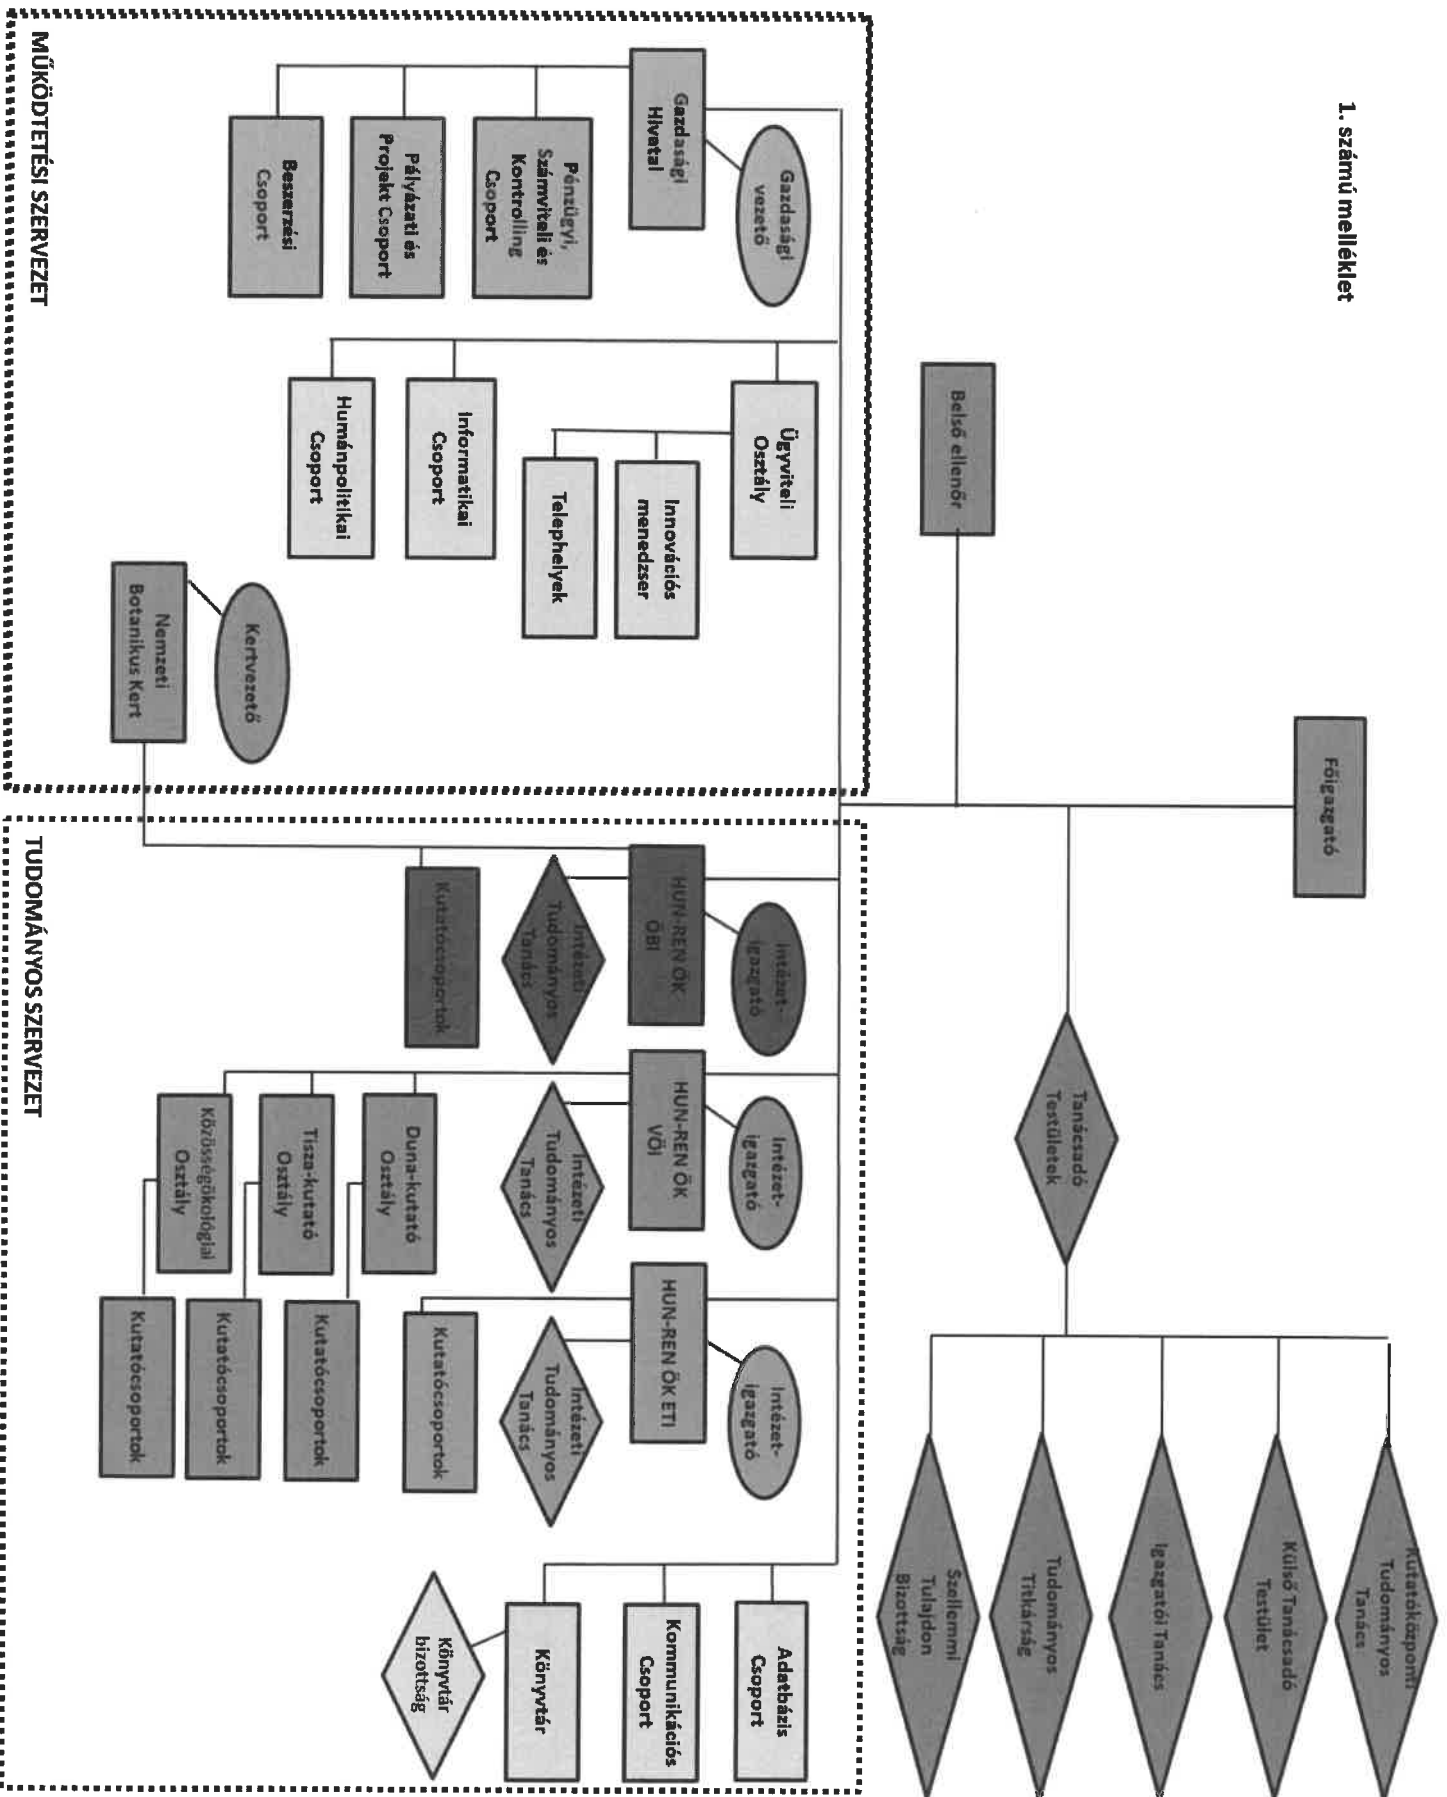 1. számú melléklet
Főigazgató
Belső ellenőr
Tanácsadó
Testületek
Kutatóközponti
Tudományos
Tanács
Külső Tanácsadó
Testület
Igazgatói Tanács
Tudományos
Titkárság
Szellemmi
Tulajdon
Bizottság
Gazdasági
vezető
Gazdasági
Hivatal
Pénzügyi,
Számviteli és
Kontrolling
Csoport
Pályázati és
Projekt Csoport
Beszerzési
Csoport
Ügyviteli
Osztály
Innovációs
menedzser
Telephelyek
Informatikai
Csoport
Humánpolitikai
Csoport
Kertvezető
Nemzeti
Botanikus Kert
MŰKÖDTETÉSI SZERVEZET
Intézet-
igazgató
HUN-REN ÖK
ÖBI
Intézeti
Tudományos
Tanács
Kutatócsoportok
Intézet-
igazgató
HUN-REN ÖK
VÖI
Intézeti
Tudományos
Tanács
Duna-kutató
Osztály
Tisza-kutató
Osztály
Közösségökológiai
Osztály
Kutatócsoportok
Kutatócsoportok
Kutatócsoportok
Intézet-
igazgató
HUN-REN ÖK ETI
Intézeti
Tudományos
Tanács
Kutatócsoportok
Adatbázis
Csoport
Kommunikációs
Csoport
Könyvtár
Könyvtár
bizottság
TUDOMÁNYOS SZERVEZET